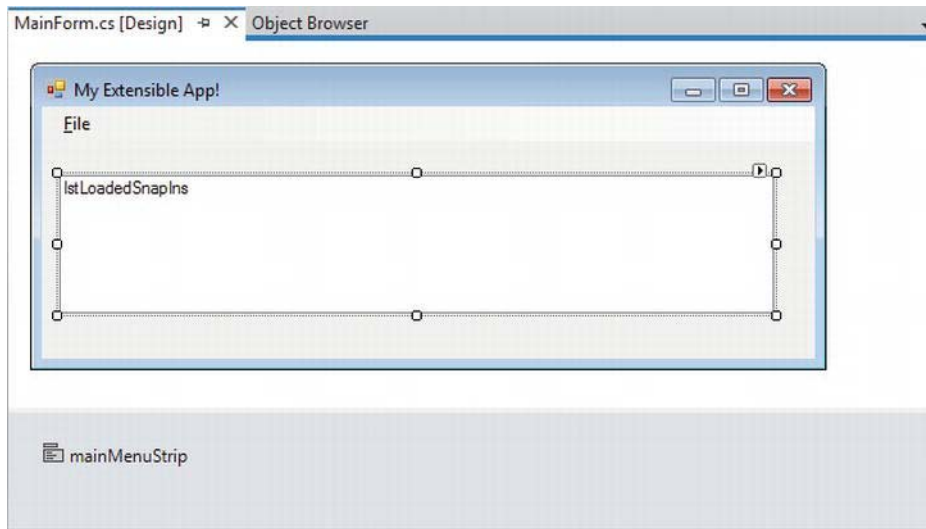 MainForm.cs [Design] Object Browser
My Extensible App!
File
lstLoadedSnapIns
mainMenuStrip